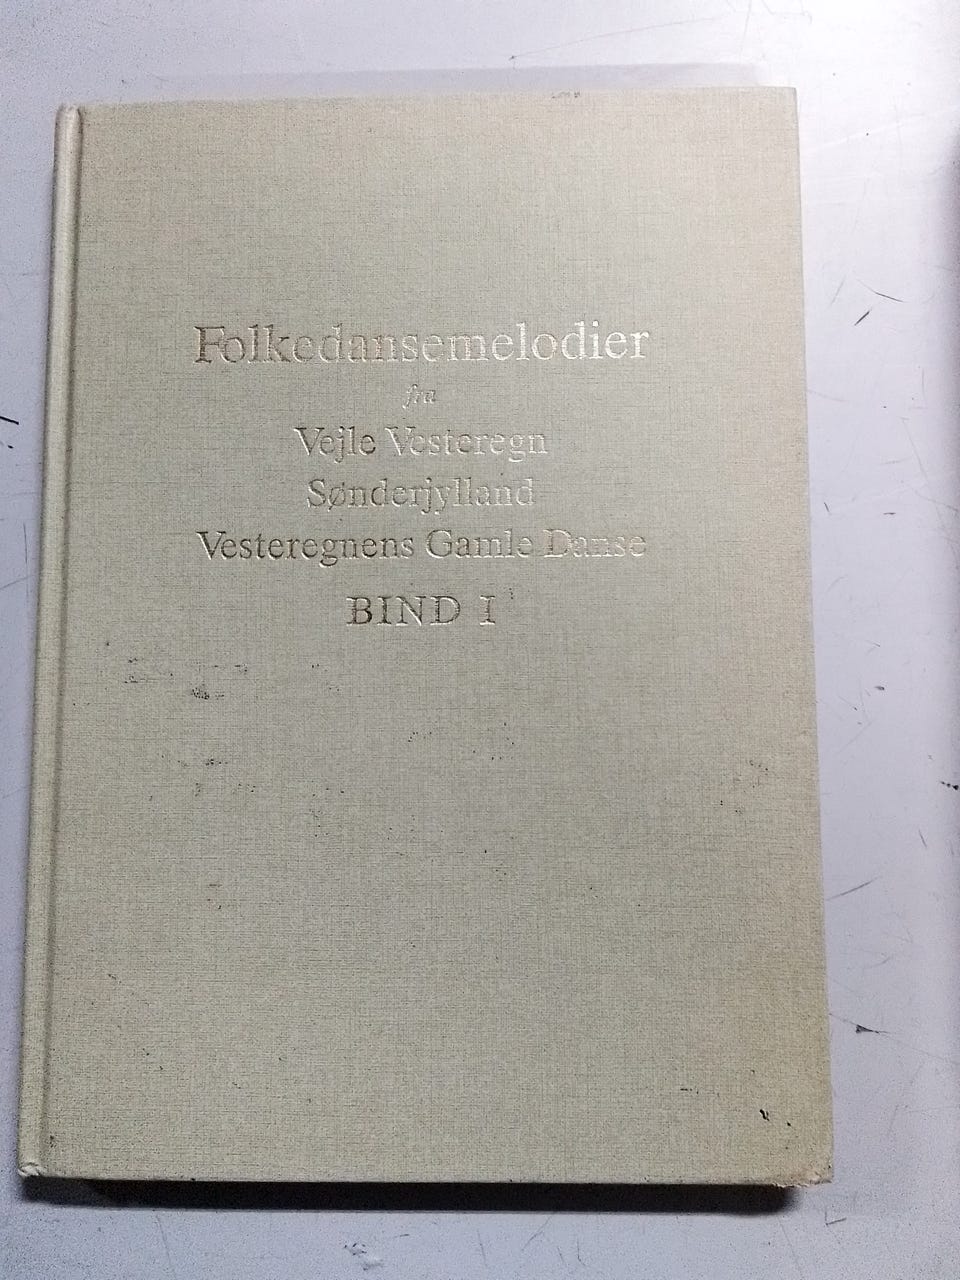 Folkedansemelodier
fra
Vejle Vesteregn
Sønderjylland
Vesteregnens Gamle Danse
BIND I